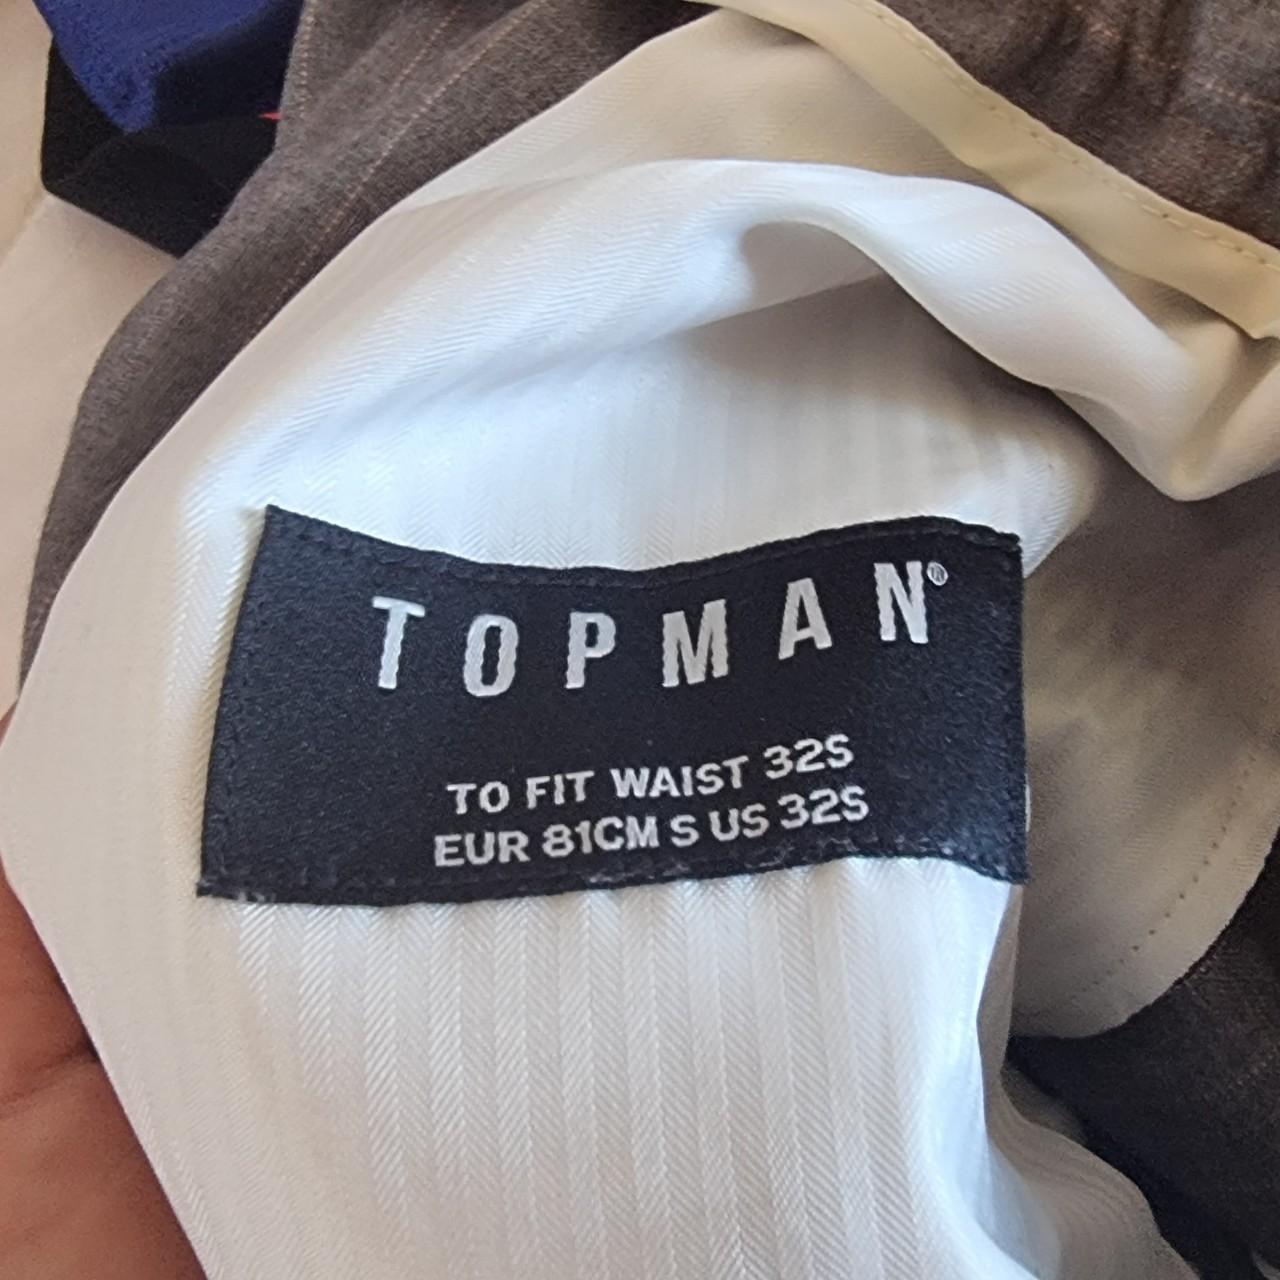 TOPMAN®
TO FIT WAIST 32S
EUR 81CM S US 32S